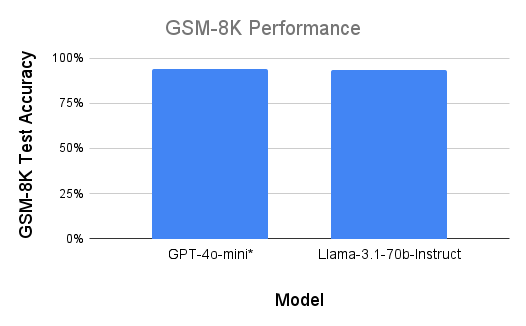 GSM-8K Performance
GSM-8K Test Accuracy
100%
75%
50%
25%
0%
GPT-4o-mini*
Llama-3.1-70b-Instruct
Model